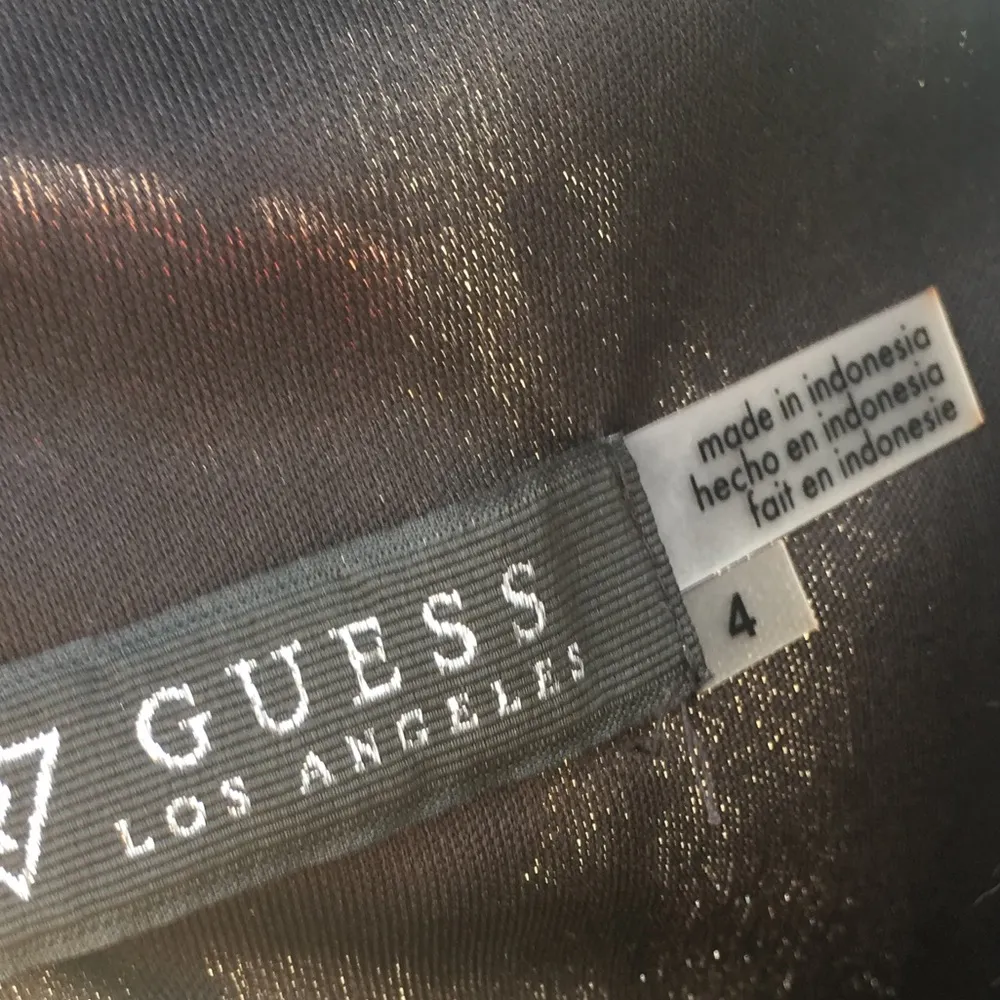 GUESS
LOS ANGELES
made in indonesia
hecho en indonesia
fait en indonesie
4